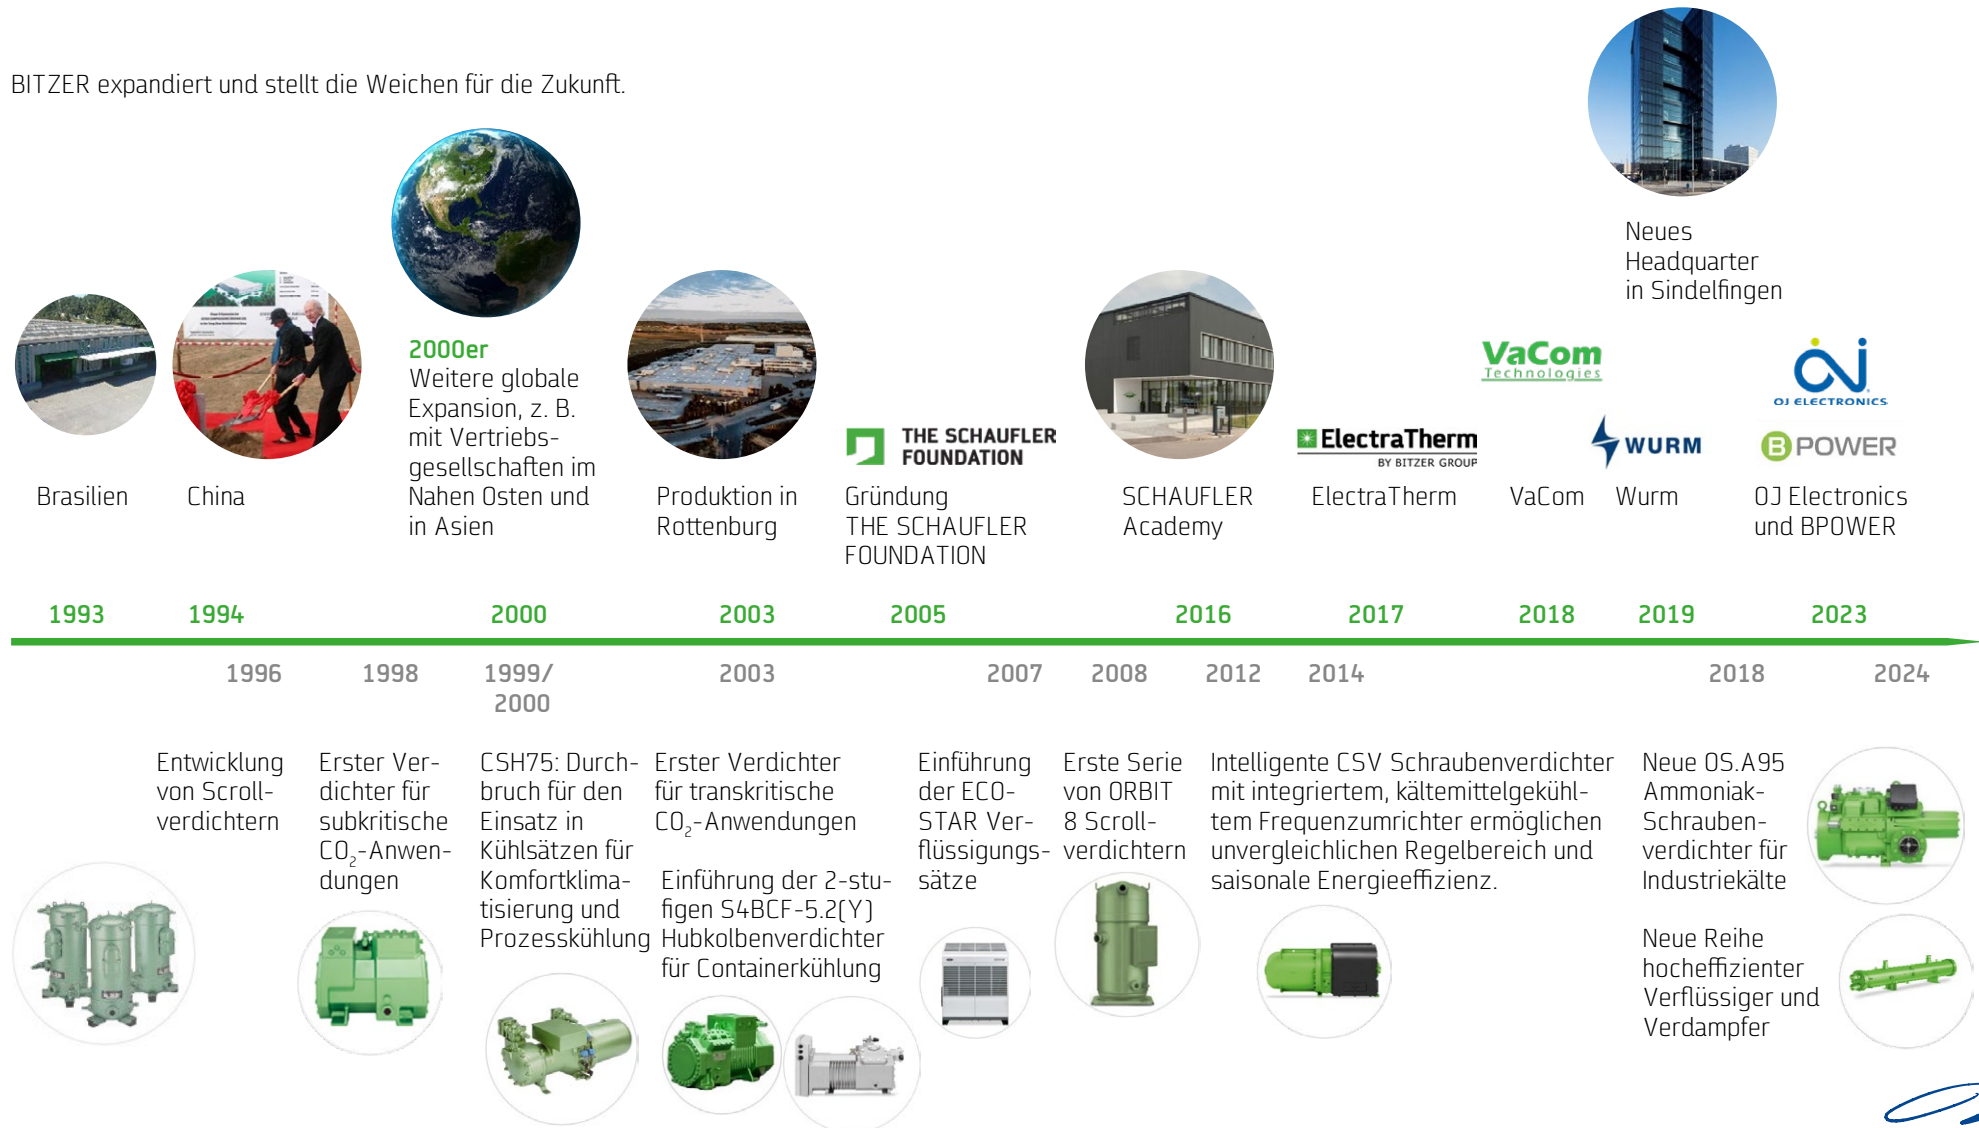 BITZER expandiert und stellt die Weichen für die Zukunft.
Neues
Headquarter
in Sindelfingen
2000er
Weitere globale
Expansion, z. B.
mit Vertriebs-
gesellschaften im
Nahen Osten und
in Asien
VaCom
Technologies
OJ ELECTRONICS
THE SCHAUFLER
FOUNDATION
ElectraTherm
BY BITZER GROUP
WURM
B POWER
Brasilien
China
Produktion in
Rottenburg
Gründung
THE SCHAUFLER
FOUNDATION
SCHAUFLER
Academy
ElectraTherm
VaCom
Wurm
OJ Electronics
und BPOWER
1993
1994
2000
2003
2005
2016
2017
2018
2019
2023
1996
1998
1999/
2000
2003
2007
2008
2012
2014
2018
2024
Entwicklung
von Scroll-
verdichtern
Erster Ver-
dichter für
subkritische
CO₂-Anwen-
dungen
CSH75: Durch-
bruch für den
Einsatz in
Kühlsätzen für
Komfortklima-
tisierung und
Prozesskühlung
Erster Verdichter
für transkritische
CO₂-Anwendungen
Einführung der 2-stu-
figen S4BCF-5.2(Y)
Hubkolbenverdichter
für Containerkühlung
Einführung
der ECO-
STAR Ver-
flüssigungs-
sätze
Erste Serie
von ORBIT
8 Scroll-
verdichtern
Intelligente CSV Schraubenverdichter
mit integriertem, kältemittelgekühl-
tem Frequenzumrichter ermöglichen
unvergleichlichen Regelbereich und
saisonale Energieeffizienz.
Neue OS.A95
Ammoniak-
Schrauben-
verdichter für
Industriekälte
Neue Reihe
hocheffizienter
Verflüssiger und
Verdampfer